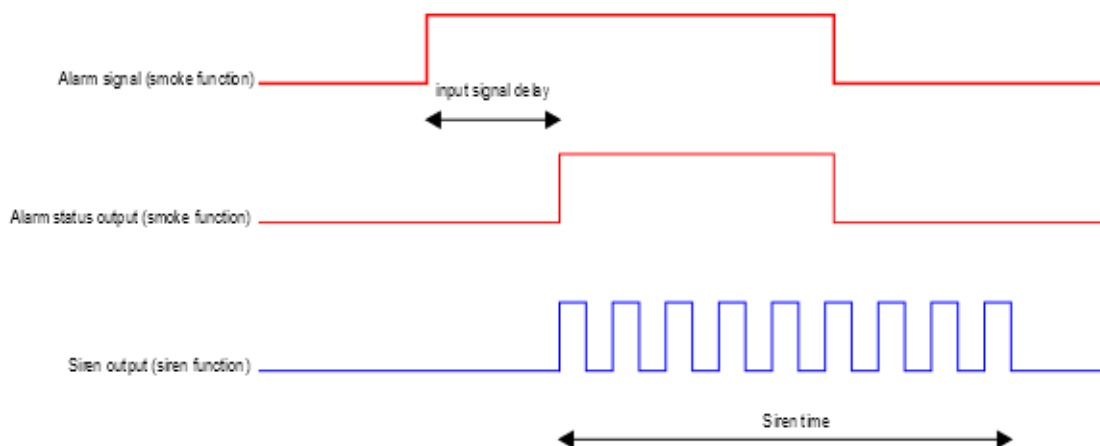 Alarm signal (smoke function)
input signal delay
Alarm status output (smoke function)
Siren output (siren function)
Siren time